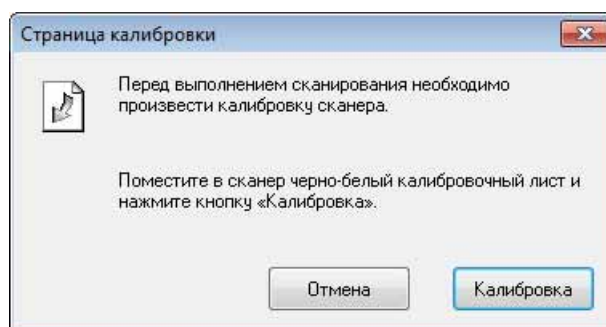 Страница калибровки
Перед выполнением сканирования необходимо
произвести калибровку сканера.
Поместите в сканер черно-белый калибровочный лист и
нажмите кнопку «Калибровка».
Отмена
Калибровка